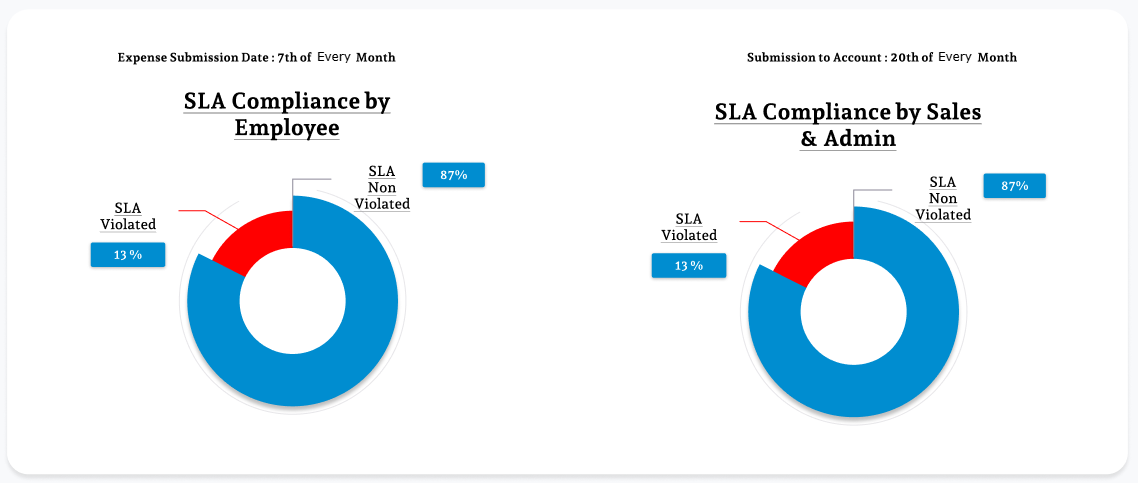 Expense Submission Date : 7th of Every Month
SLA Compliance by
Employee
SLA
Non
Violated
87%
SLA
Violated
13 %
Submission to Account : 20th of Every Month
SLA Compliance by Sales
& Admin
SLA
Non
Violated
87%
SLA
Violated
13 %